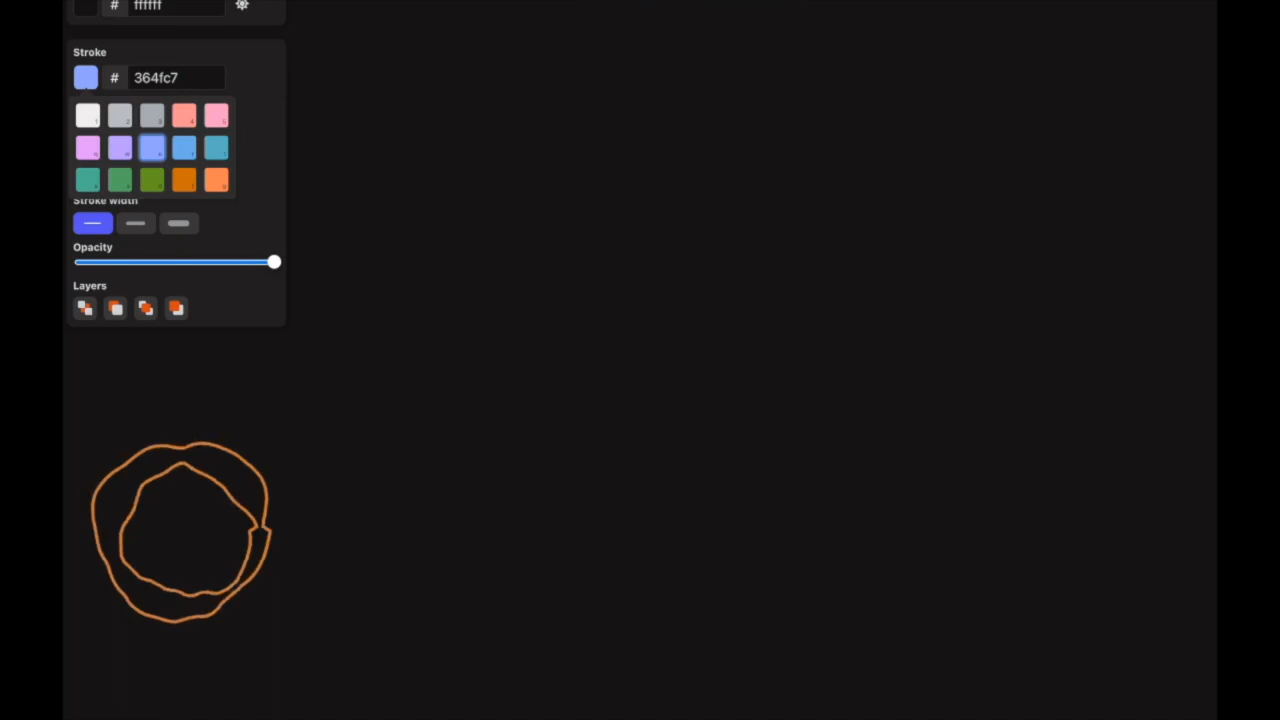 # ffffff
Stroke
# 364fc7
Stroke width
Opacity
Layers